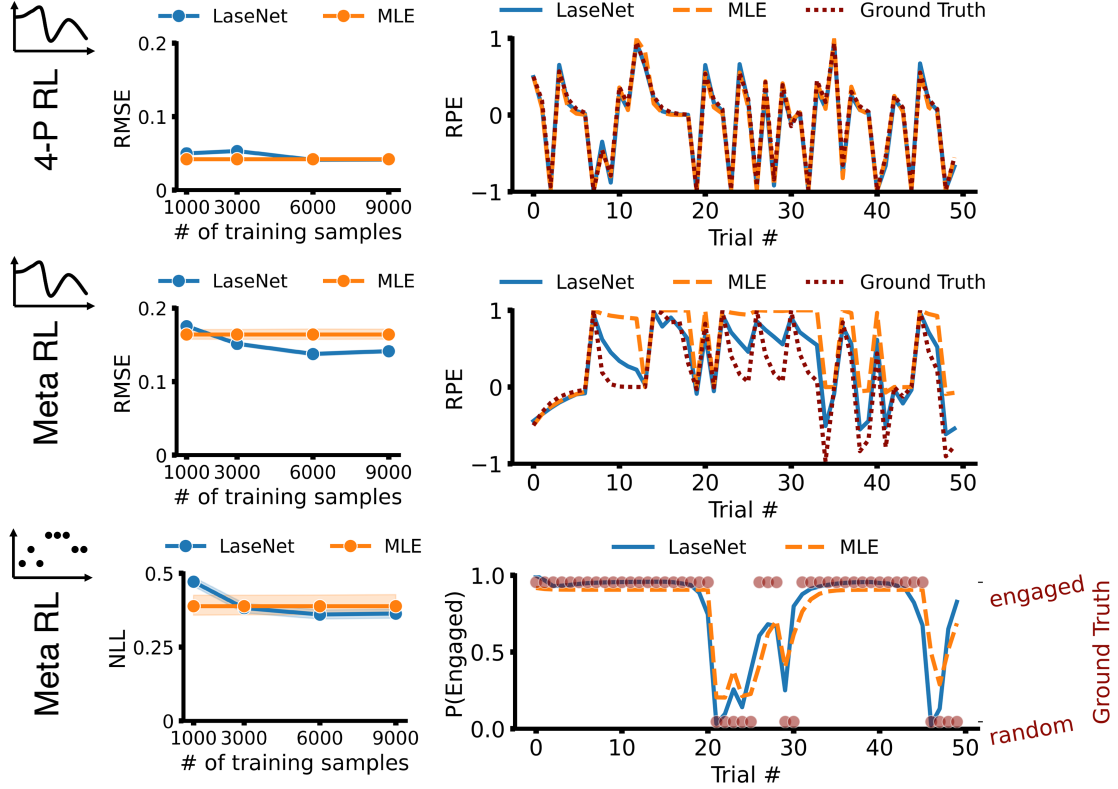 4-P RL
LaseNet MLE
0.2
0.1
0
RMSE
1000 3000 6000 9000
# of training samples
LaseNet MLE Ground Truth
1
0
−1
RPE
0 10 20 30 40 50
Trial #
Meta RL
LaseNet MLE
0.2
0.1
0
RMSE
1000 3000 6000 9000
# of training samples
LaseNet MLE Ground Truth
1
0
−1
RPE
0 10 20 30 40 50
Trial #
Meta RL
LaseNet MLE
0.5
0.25
0
NLL
1000 3000 6000 9000
# of training samples
LaseNet MLE
1.0
0.5
0.0
P(Engaged)
0 10 20 30 40 50
Trial #
engaged
random
Ground Truth